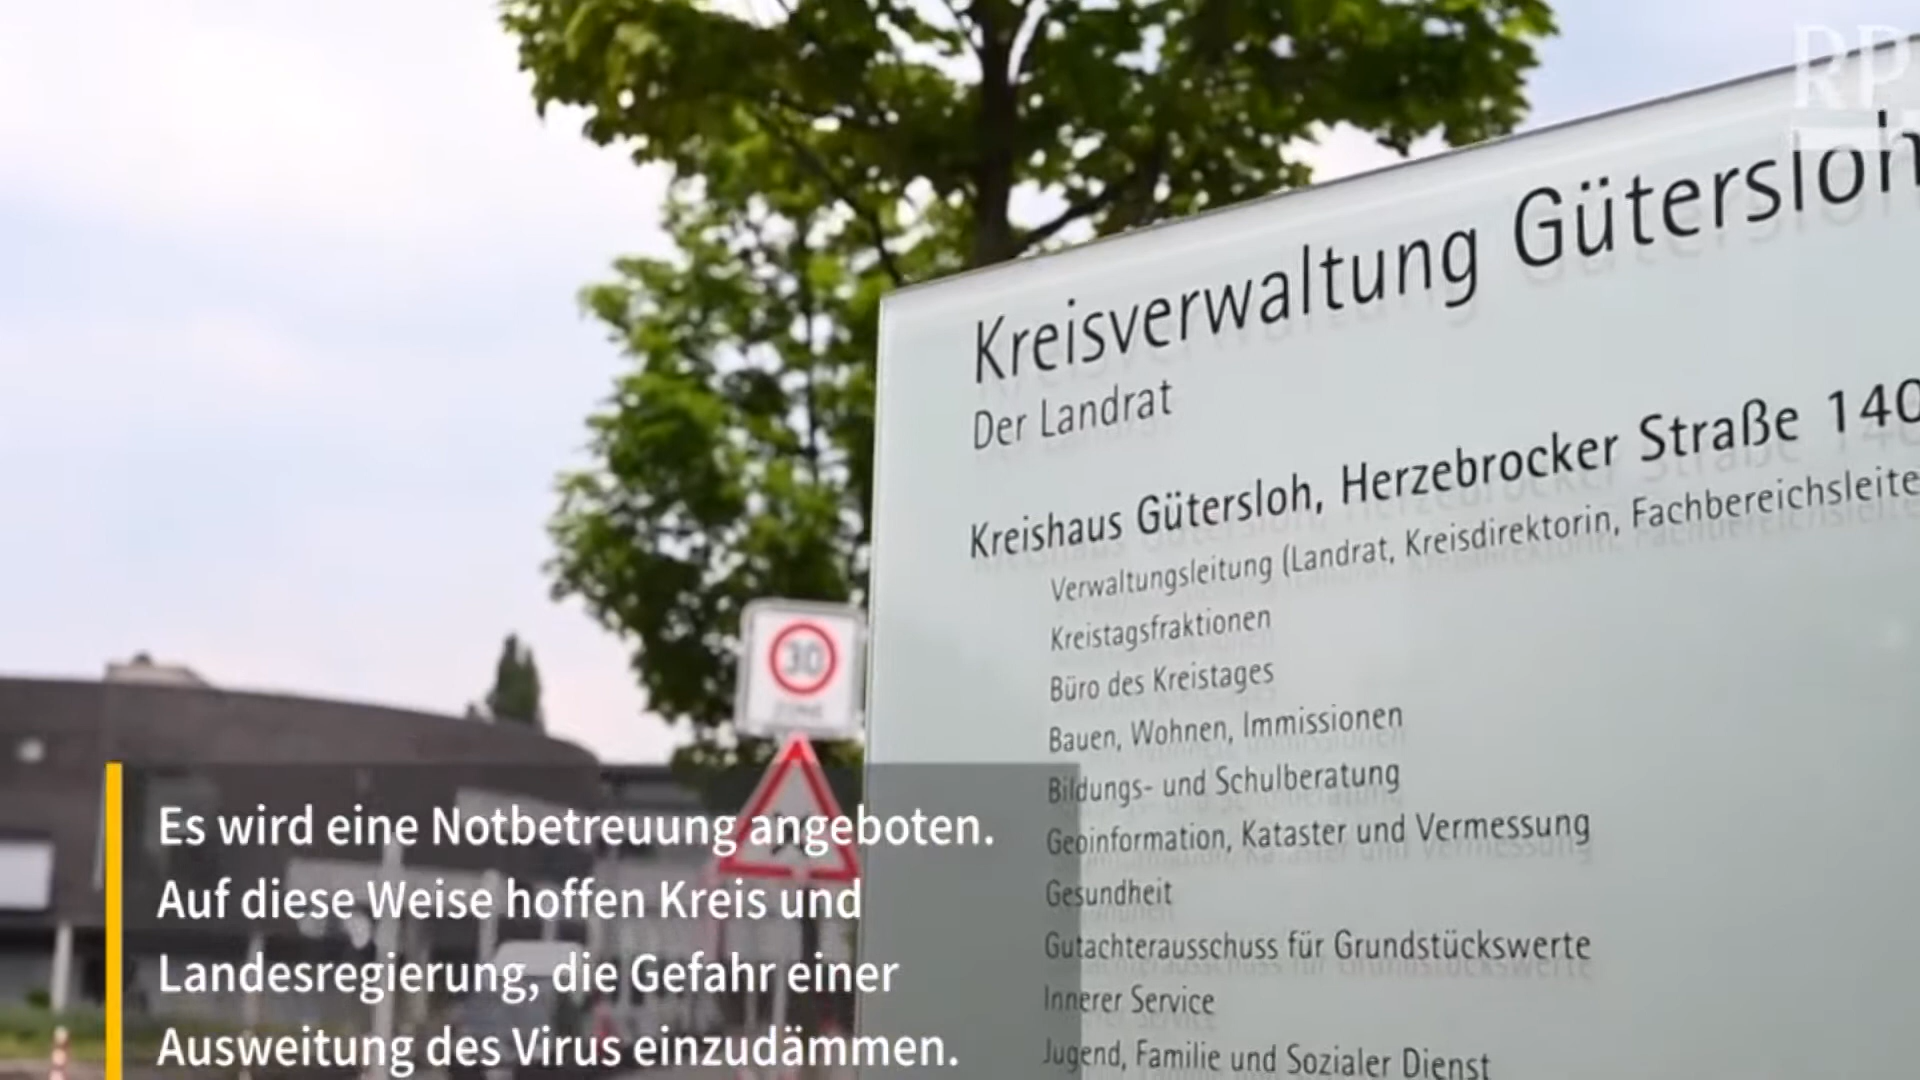 RP
Kreisverwaltung Gütersloh
Der Landrat
Kreishaus Gütersloh, Herzebrocker Straße 140
Verwaltungsleitung (Landrat, Kreisdirektorin, Fachbereichsleite
Kreistagsfraktionen
Büro des Kreistages
Bauen, Wohnen, Immissionen
Bildungs- und Schulberatung
Geoinformation, Kataster und Vermessung
Gesundheit
Gutachterausschuss für Grundstückswerte
Innerer Service
Jugend, Familie und Sozialer Dienst
30
ZONE
Es wird eine Notbetreuung angeboten.
Auf diese Weise hoffen Kreis und
Landesregierung, die Gefahr einer
Ausweitung des Virus einzudämmen.